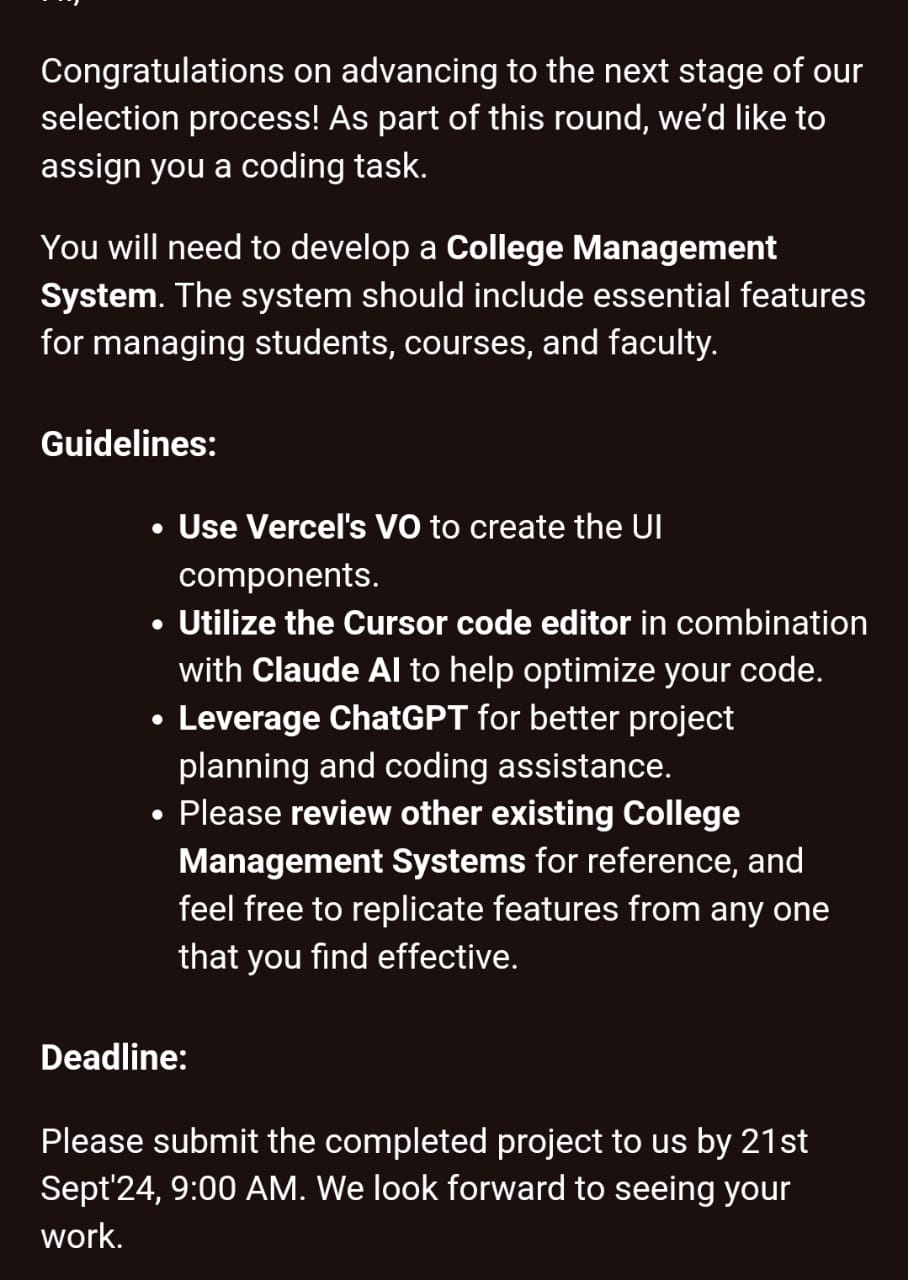 Congratulations on advancing to the next stage of our
selection process! As part of this round, we’d like to
assign you a coding task.
You will need to develop a College Management
System. The system should include essential features
for managing students, courses, and faculty.
Guidelines:
• Use Vercel's VO to create the UI
components.
• Utilize the Cursor code editor in combination
with Claude AI to help optimize your code.
• Leverage ChatGPT for better project
planning and coding assistance.
• Please review other existing College
Management Systems for reference, and
feel free to replicate features from any one
that you find effective.
Deadline:
Please submit the completed project to us by 21st
Sept'24, 9:00 AM. We look forward to seeing your
work.